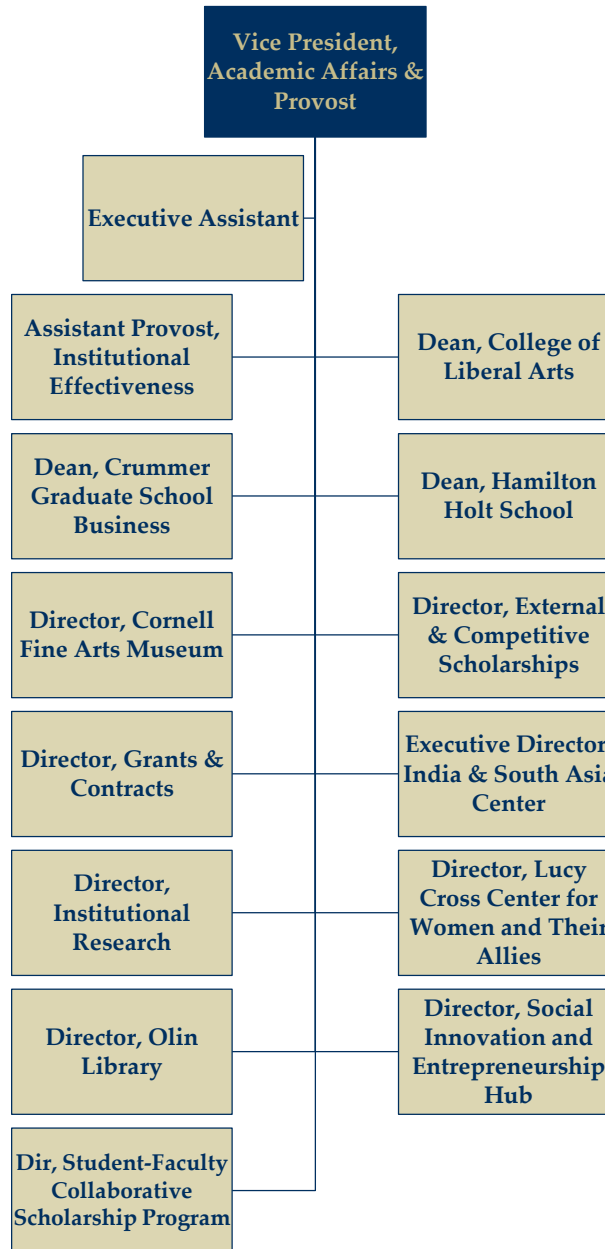 Vice President,
Academic Affairs &
Provost
Executive Assistant
Assistant Provost,
Institutional
Effectiveness
Dean, College of
Liberal Arts
Dean, Crummer
Graduate School
Business
Dean, Hamilton
Holt School
Director, Cornell
Fine Arts Museum
Director, External
& Competitive
Scholarships
Director, Grants &
Contracts
Executive Director,
India & South Asia
Center
Director,
Institutional
Research
Director, Lucy
Cross Center for
Women and Their
Allies
Director, Olin
Library
Director, Social
Innovation and
Entrepreneurship
Hub
Dir, Student-Faculty
Collaborative
Scholarship Program